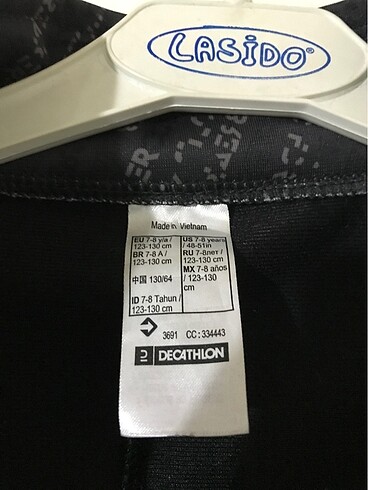 LASiDO®
Made in Vietnam
EU 7-8 y/a /
123-130 cm
BR 7-8 A /
123-130 cm
中国 130/64
ID 7-8 Tahun /
123-130 cm
US 7-8 years
/ 48-51in
RU 7-8лет /
123-130 cm
MX 7-8 años
/ 123-130
cm
3691 CC: 334443
DECATHLON